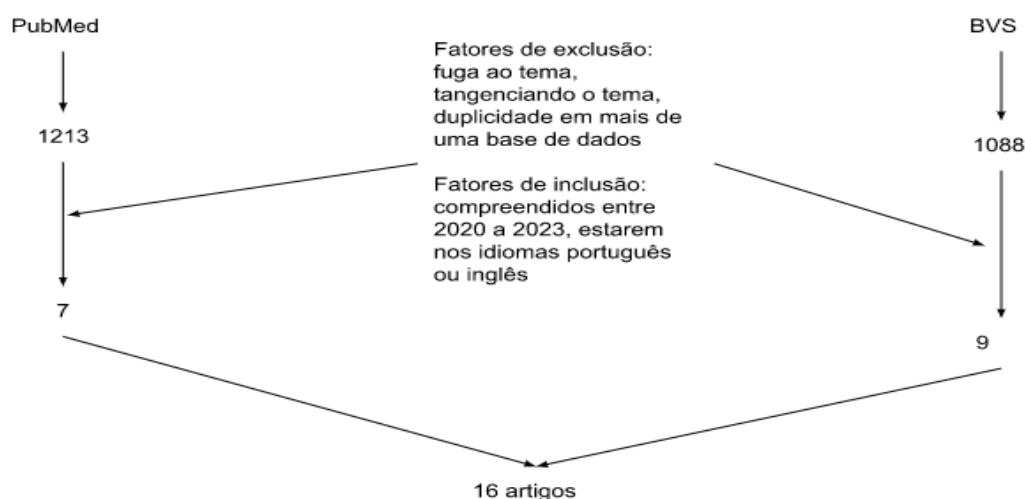 PubMed
BVS
Fatores de exclusão:
fuga ao tema,
tangenciando o tema,
duplicidade em mais de
uma base de dados
1213
1088
Fatores de inclusão:
compreendidos entre
2020 a 2023, estarem
nos idiomas português
ou inglês
7
9
16 artigos